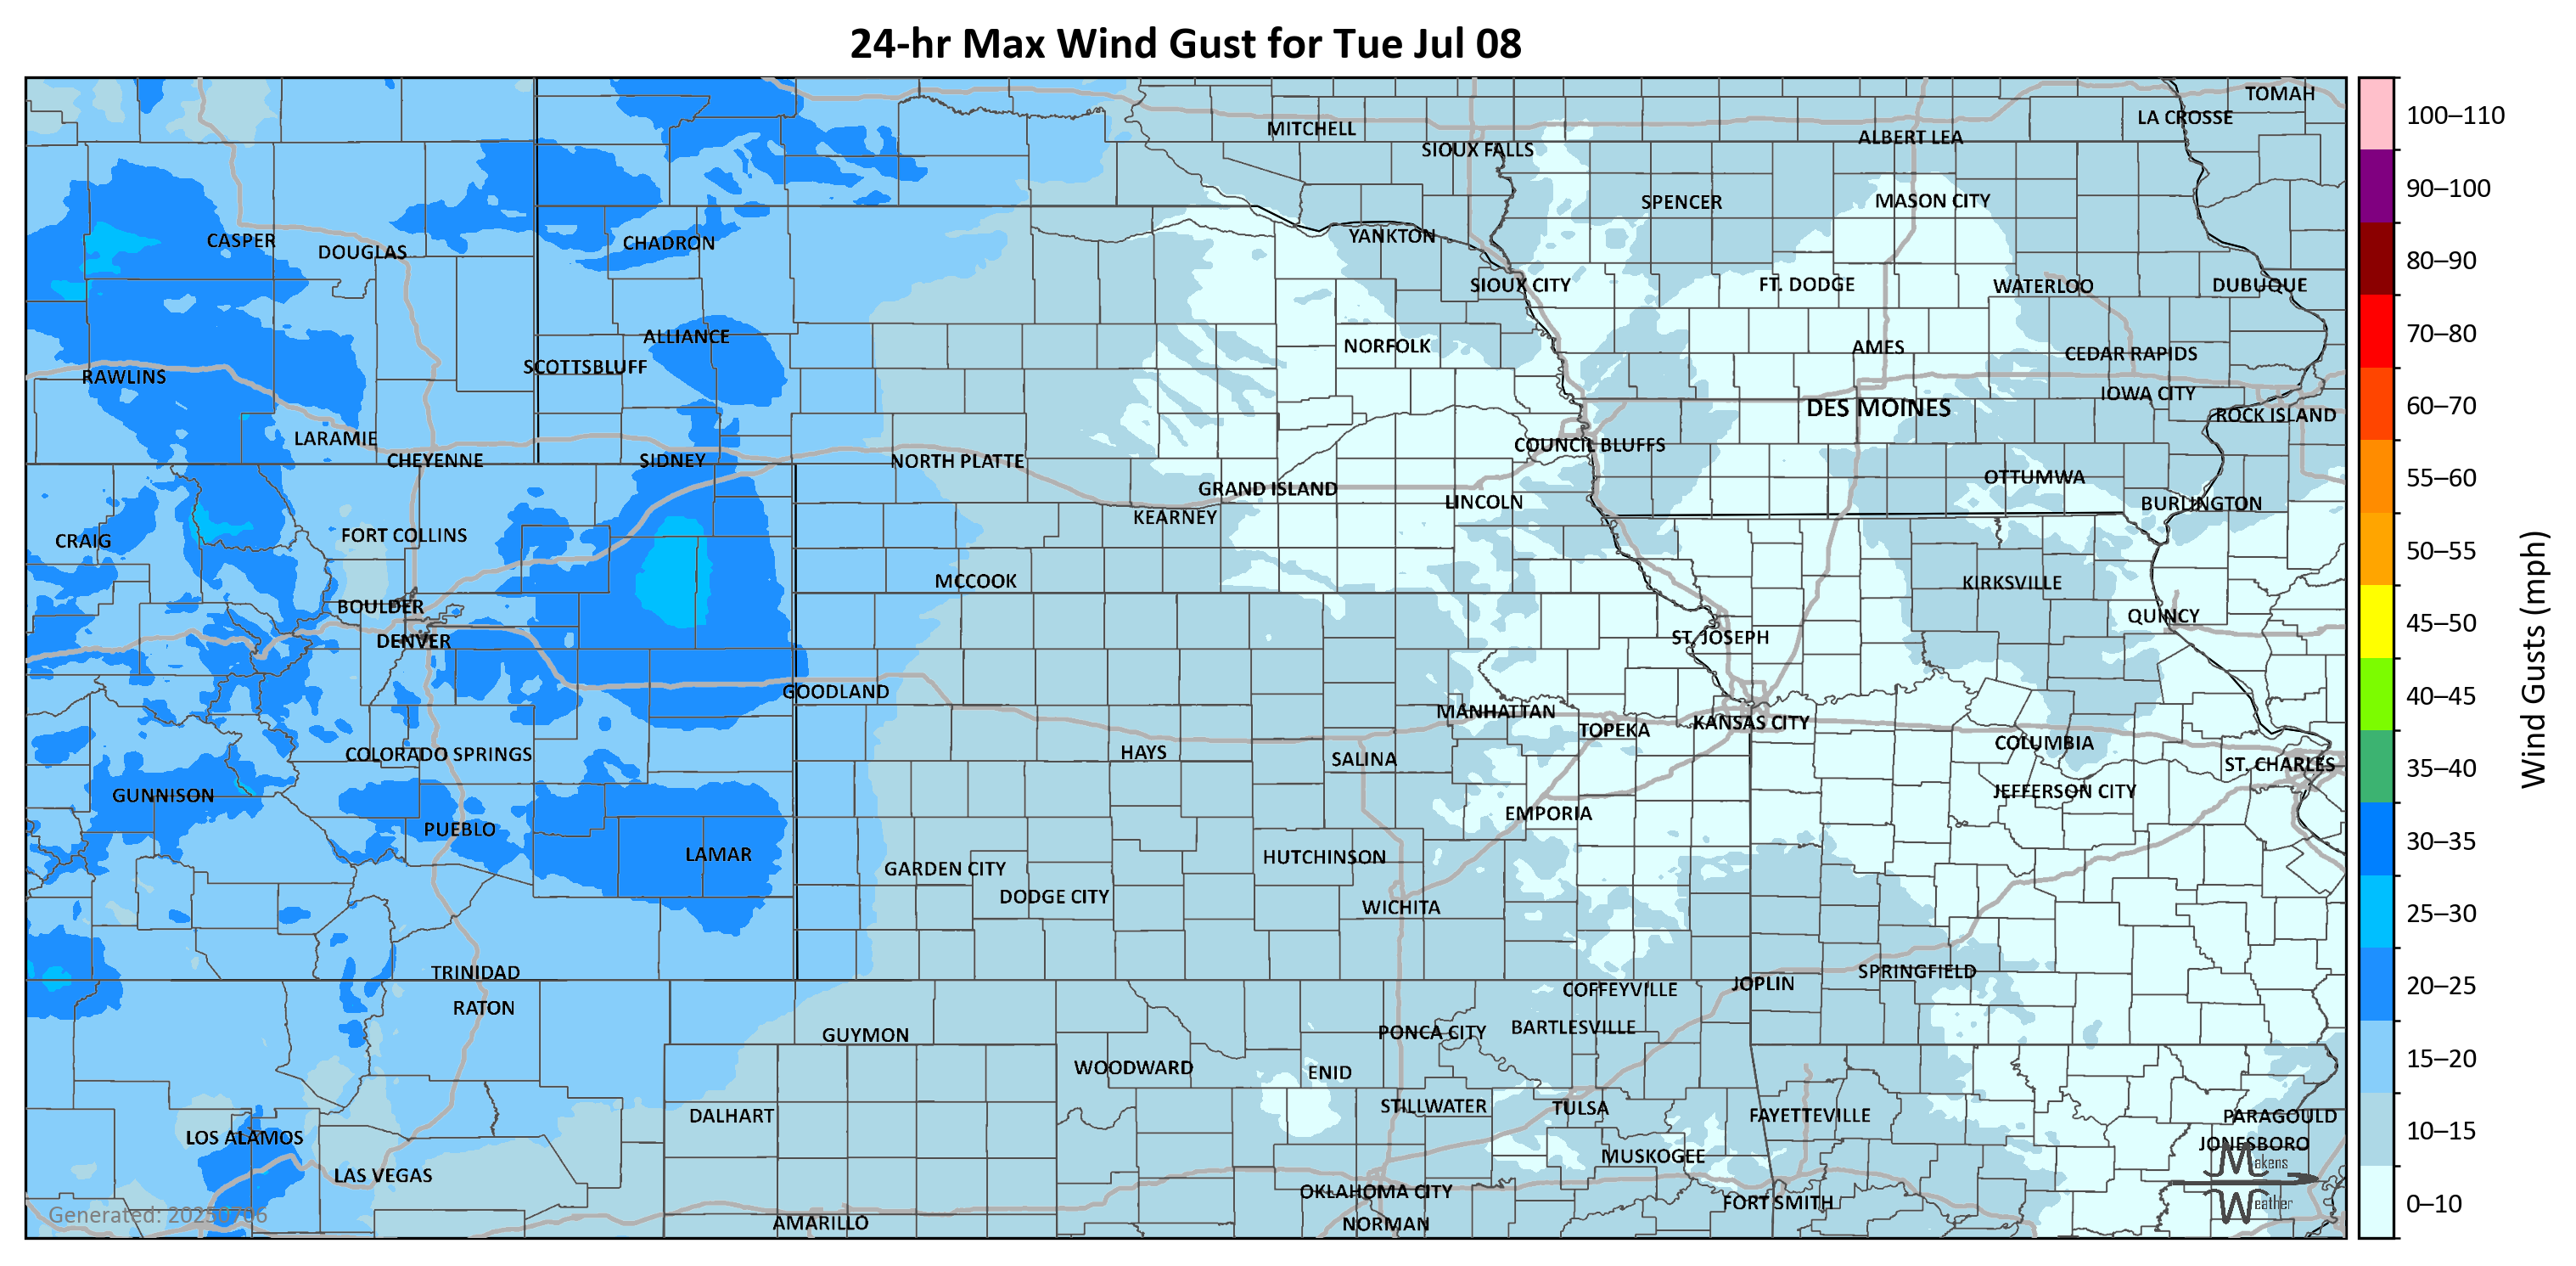 24-hr Max Wind Gust for Tue Jul 08
TOMAH
LA CROSSE
MITCHELL
ALBERT LEA
SIOUX FALLS
SPENCER
MASON CITY
YANKTON
CASPER
CHADRON
DOUGLAS
SIOUX CITY
FT. DODGE
WATERLOO
DUBUQUE
ALLIANCE
NORFOLK
AMES
CEDAR RAPIDS
SCOTTSBLUFF
RAWLINS
IOWA CITY
DES MOINES
ROCK ISLAND
LARAMIE
COUNCIL BLUFFS
CHEYENNE
SIDNEY
NORTH PLATTE
OTTUMWA
GRAND ISLAND
LINCOLN
BURLINGTON
KEARNEY
FORT COLLINS
CRAIG
MCCOOK
KIRKSVILLE
BOULDER
QUINCY
DENVER
ST. JOSEPH
GOODLAND
MANHATTAN
KANSAS CITY
TOPEKA
COLUMBIA
COLORADO SPRINGS
HAYS
SALINA
ST. CHARLES
JEFFERSON CITY
GUNNISON
EMPORIA
PUEBLO
LAMAR
HUTCHINSON
GARDEN CITY
DODGE CITY
WICHITA
TRINIDAD
SPRINGFIELD
JOPLIN
COFFEYVILLE
RATON
BARTLESVILLE
PONCA CITY
GUYMON
WOODWARD
ENID
STILLWATER
TULSA
DALHART
FAYETTEVILLE
PARAGOULD
LOS ALAMOS
JONESBORO
MUSKOGEE
LAS VEGAS
OKLAHOMA CITY
FORT SMITH
AMARILLO
NORMAN
Makens
Weather
Generated: 20250706
100–110
90–100
80–90
70–80
60–70
55–60
50–55
45–50
40–45
35–40
30–35
25–30
20–25
15–20
10–15
0–10
Wind Gusts (mph)